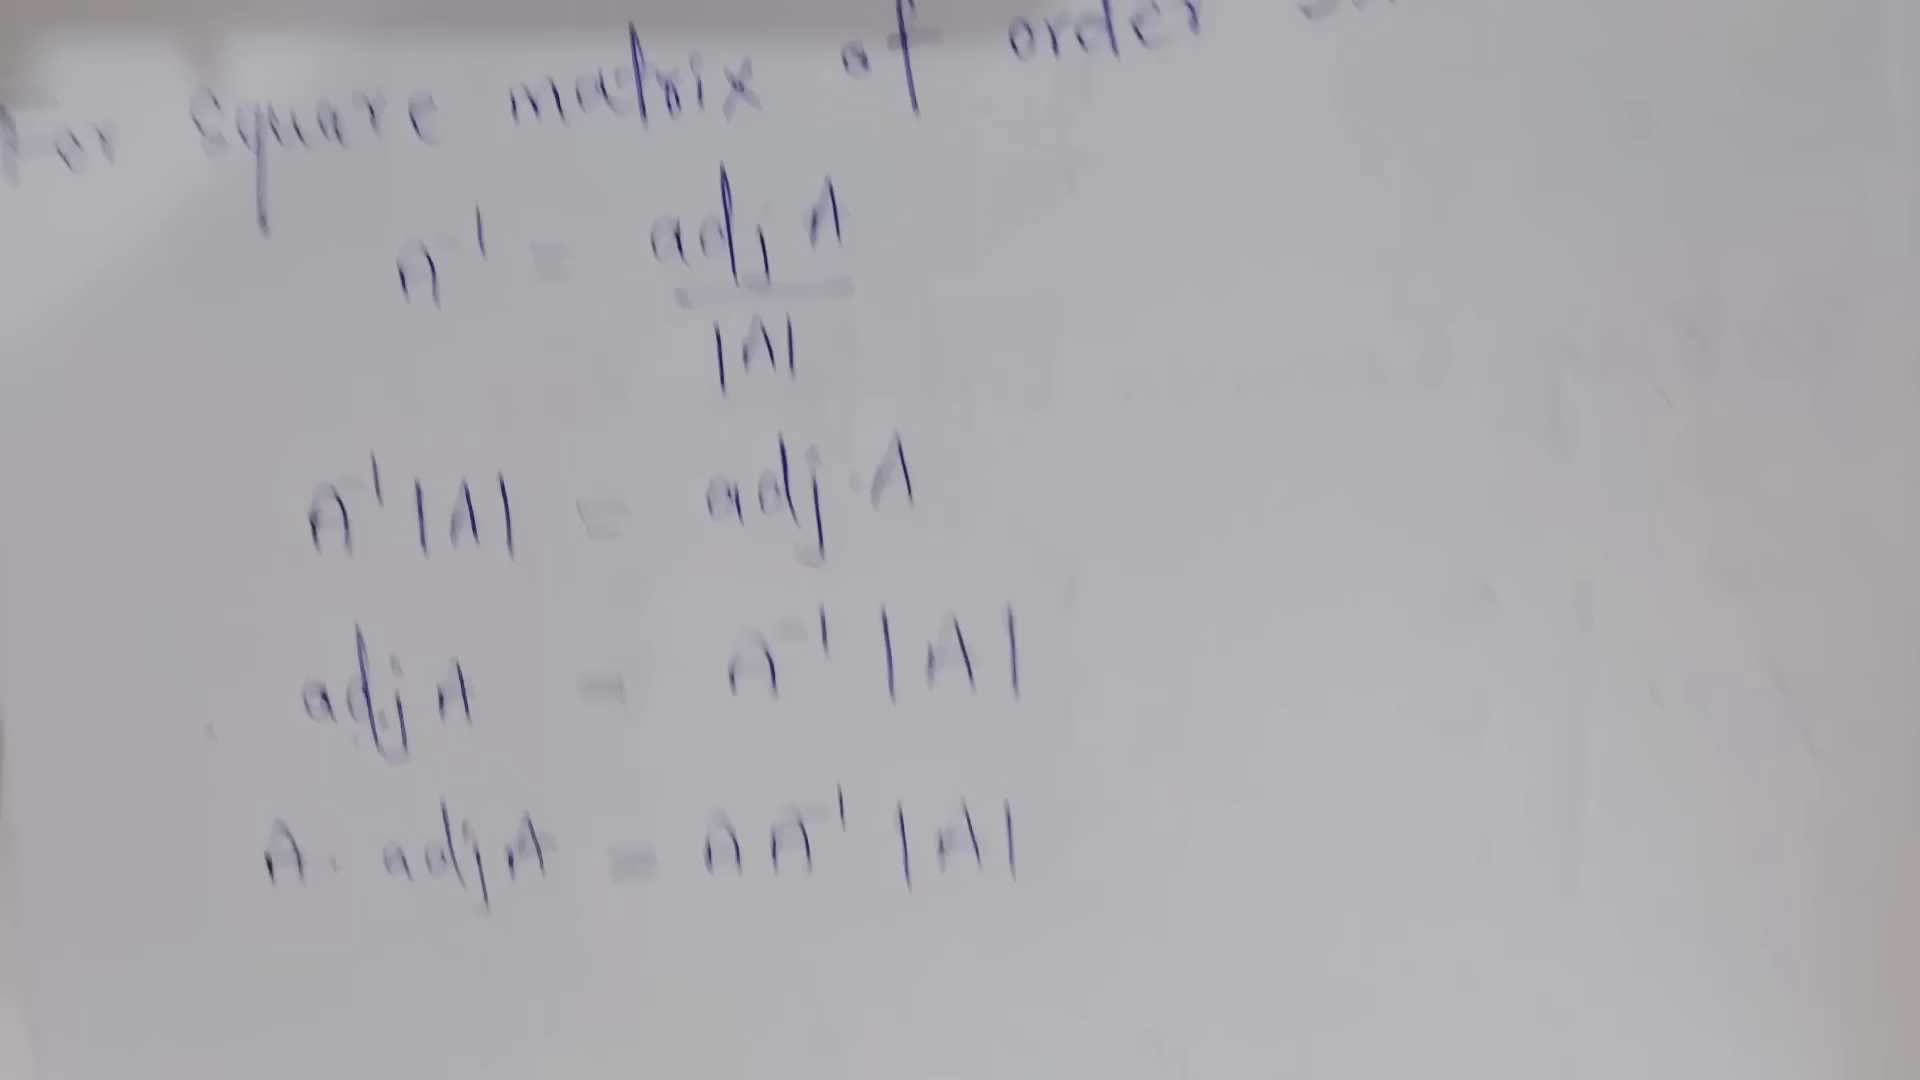 For square matrix of order
A⁻¹ = adj A / |A|
A⁻¹ |A| = adj A
adj A = A⁻¹ |A|
A. adj A = A A⁻¹ |A|